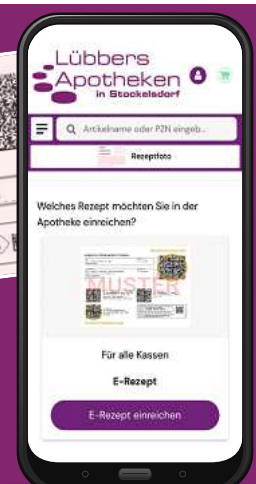 Lübbers
Apotheken
in Stockelsdorf
Artikelname oder PZN eingeb...
Rezeptfoto
Welches Rezept möchten Sie in der
Apotheke einreichen?
MUSTER
Für alle Kassen
E-Rezept
E-Rezept einreichen